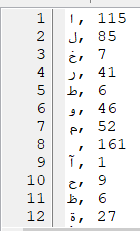 1 ا, 115
2 ل, 85
3 خ, 7
4 ر, 41
5 ط, 6
6 و, 46
7 م, 52
8  , 161
9 آ, 1
10 ح, 9
11 ظ, 6
12 ة, 27